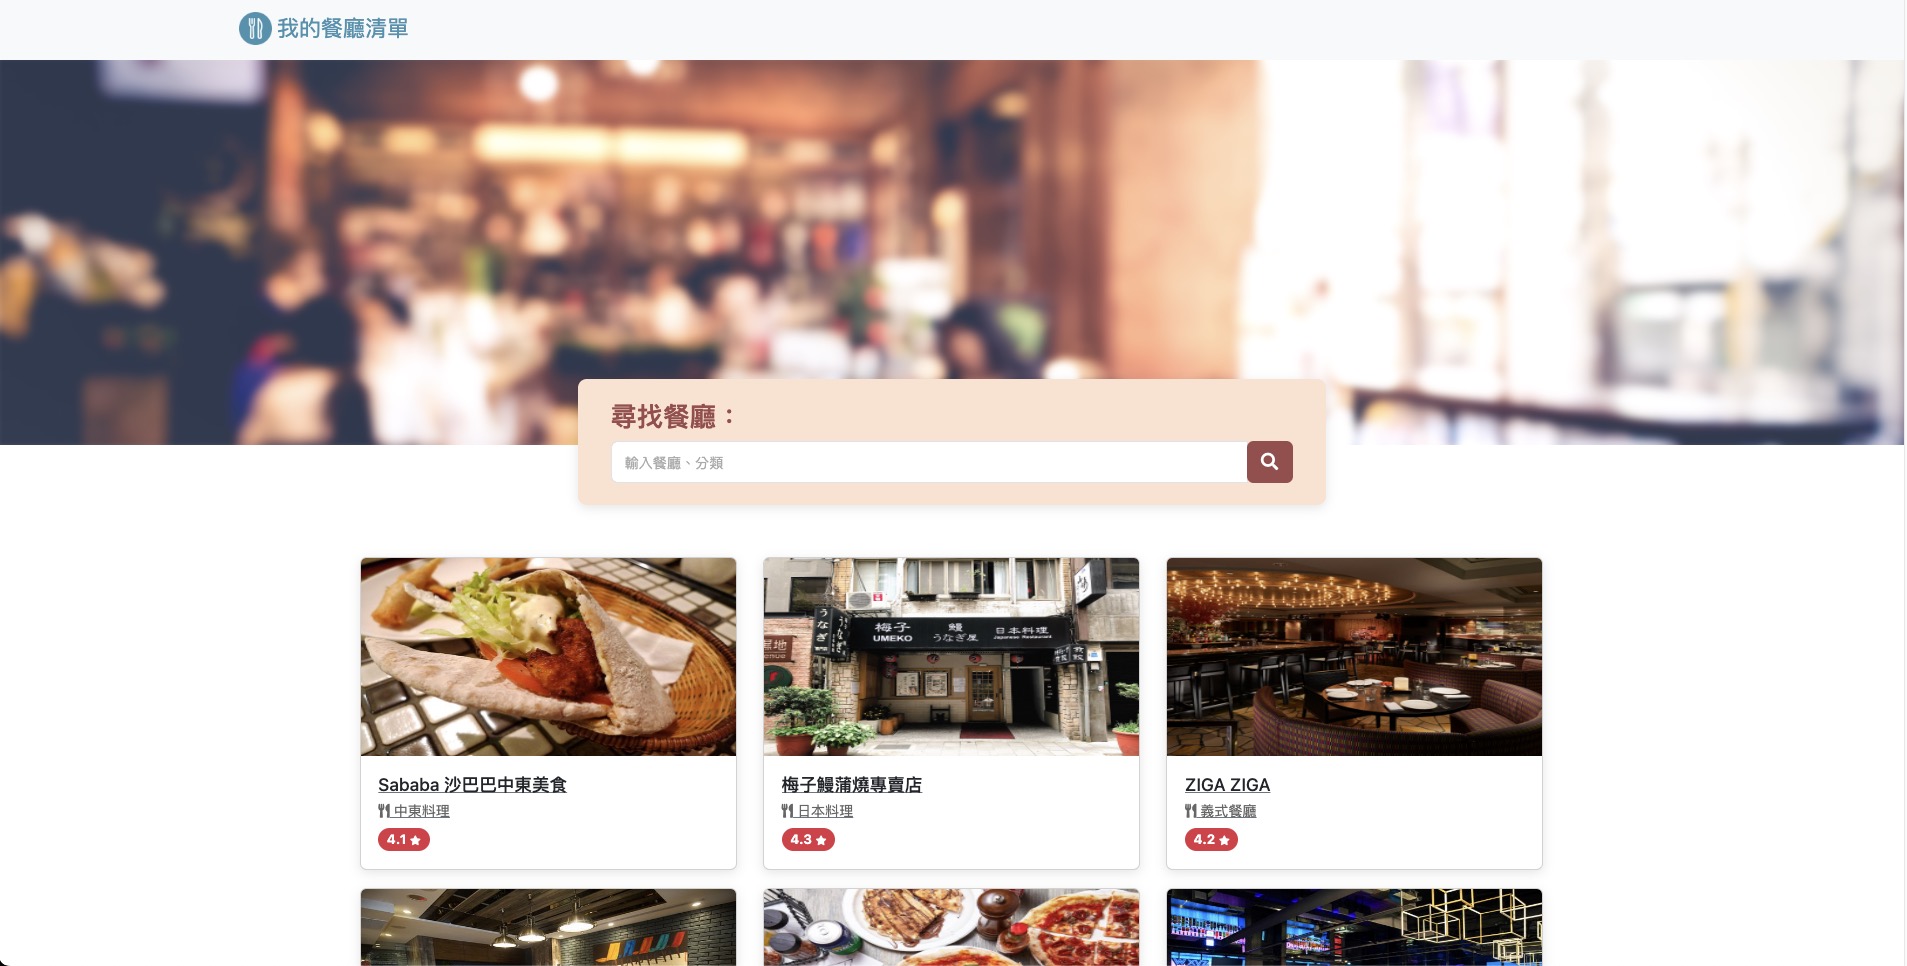 我的餐廳清單
尋找餐廳：
輸入餐廳、分類
うなぎ
梅子
UMEKO
鰻
うなぎ屋
日本料理
Japanese Restaurant
Sababa 沙巴巴中東美食
中東料理
4.1
梅子鰻蒲燒專賣店
日本料理
4.3
ZIGA ZIGA
義式餐廳
4.2